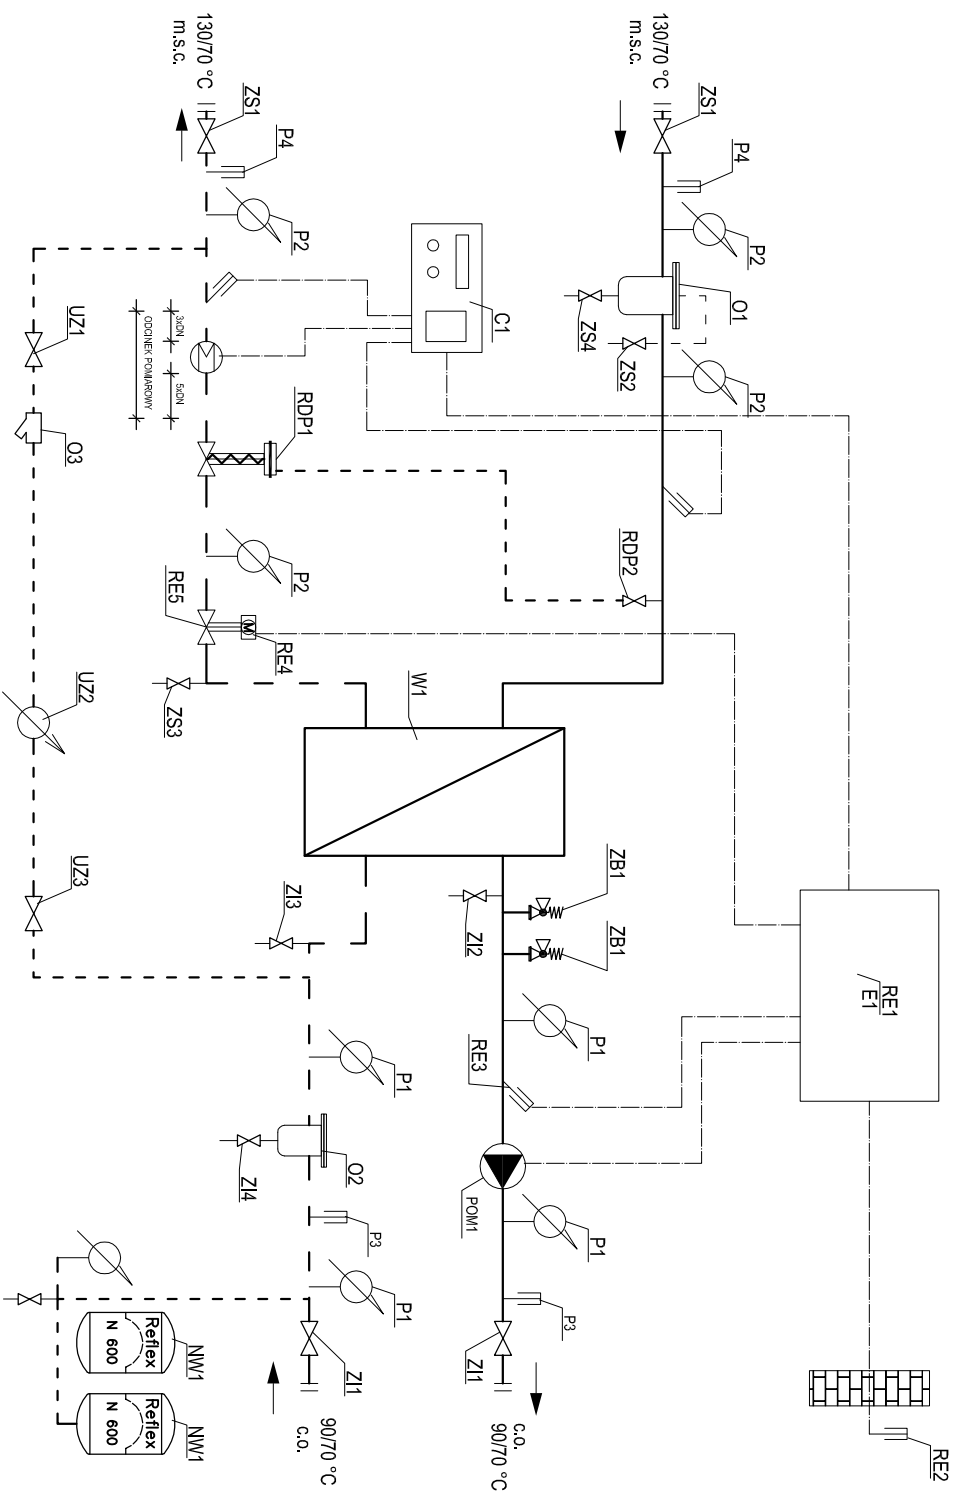 RE2
RE1
E1
P4
P2
O1
P2
ZS1
130/70 °C
m.s.c.
ZS2
ZS4
RDP2
ZB1
ZB1
P1
P1
P3
c.o.
90/70 °C
C1
ZI2
RE3
POM1
ZI1
W1
P4
P2
RDP1
P2
RE4
RE5
ZS1
130/70 °C
m.s.c.
ZS3
3xDN
5xDN
ODCINEK POMIAROWY
ZI3
P1
O2
P3
P1
ZI4
ZI1
90/70 °C
c.o.
UZ1
O3
UZ2
UZ3
NW1
NW1
Reflex
N 600
Reflex
N 600